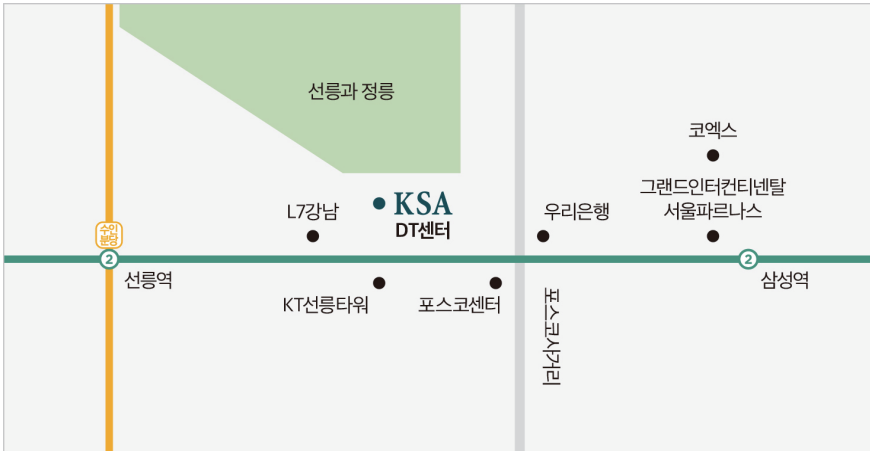 선릉과 정릉
코엑스
그랜드인터컨티넨탈
서울파르나스
L7강남
KSA
DT센터
우리은행
수인
분당
2
선릉역
2
삼성역
KT선릉타워
포스코센터
포스코사거리